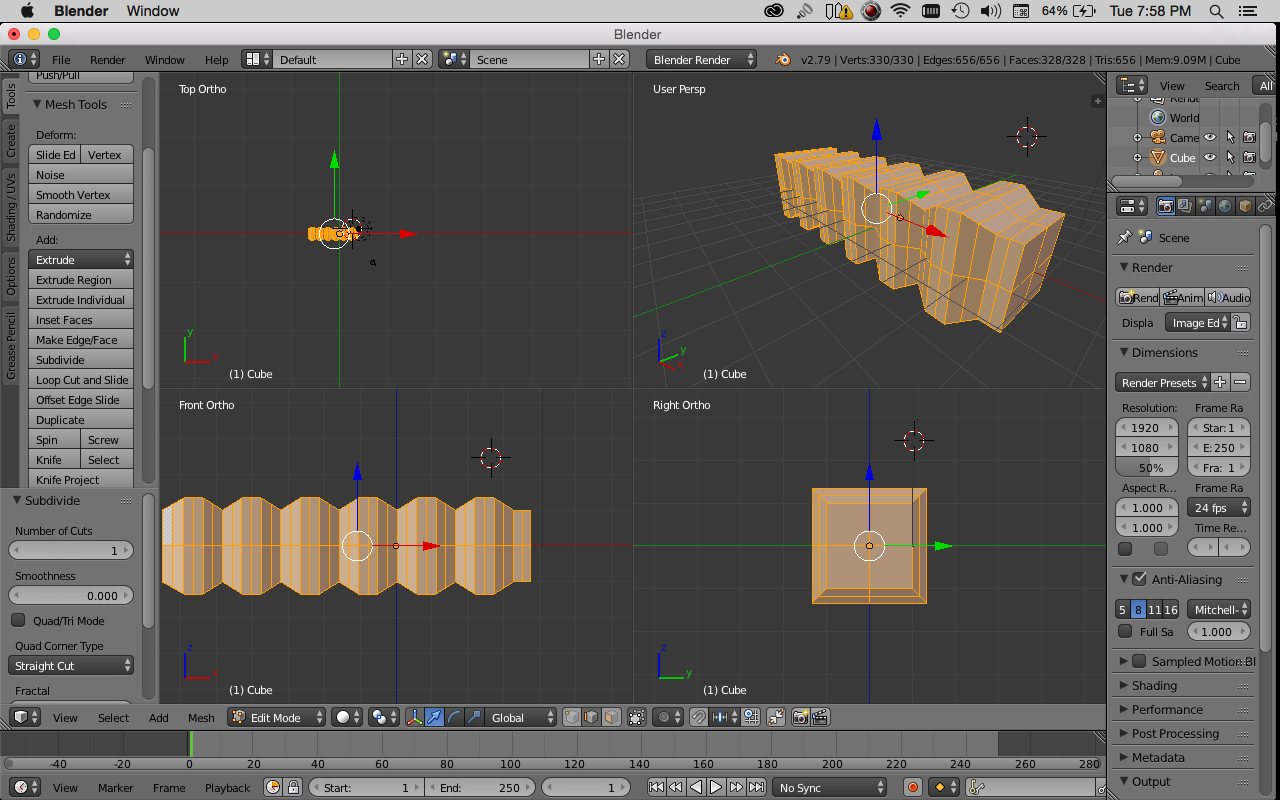 Blender Window 64% Tue 7:58 PM
Blender
File Render Window Help Default Scene Blender Render v2.79 | Verts:330/330 | Edges:656/656 | Faces:328/328 | Tris:656 | Mem:9.09M | Cube
Tools
Create
Shading / UVs
Options
Grease Pencil
Push/Pull
Mesh Tools
Deform:
Slide Ed Vertex
Noise
Smooth Vertex
Randomize
Add:
Extrude
Extrude Region
Extrude Individual
Inset Faces
Make Edge/Face
Subdivide
Loop Cut and Slide
Offset Edge Slide
Duplicate
Spin Screw
Knife Select
Knife Project
Subdivide
Number of Cuts
1
Smoothness
0.000
Quad/Tri Mode
Quad Corner Type
Straight Cut
Fractal
Top Ortho
y
x
(1) Cube
User Persp
z
y
x
(1) Cube
Front Ortho
z
x
(1) Cube
Right Ortho
z
y
(1) Cube
View Search All
World
Came
Cube
Scene
Render
Rend Anim Audio
Displa Image Ed
Dimensions
Render Presets
Resolution: Frame Ra
1920 Star: 1
1080 E: 250
50% Fra: 1
Aspect R... Frame Ra
1.000 24 fps
1.000 Time Re...
Anti-Aliasing
5 8 11 16 Mitchell-
Full Sa 1.000
Sampled Motion Bl
Shading
Performance
Post Processing
Metadata
Output
View Select Add Mesh Edit Mode Global
-40 -20 0 20 40 60 80 100 120 140 160 180 200 220 240 260 280
View Marker Frame Playback Start: 1 End: 250 1 No Sync